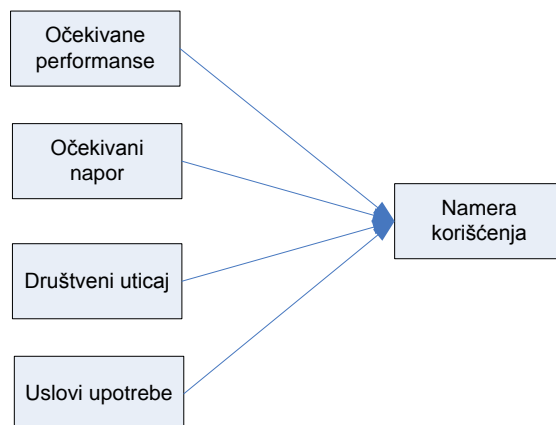 Očekivane
performanse
Očekivani
napor
Društveni uticaj
Uslovi upotrebe
Namera
korišćenja